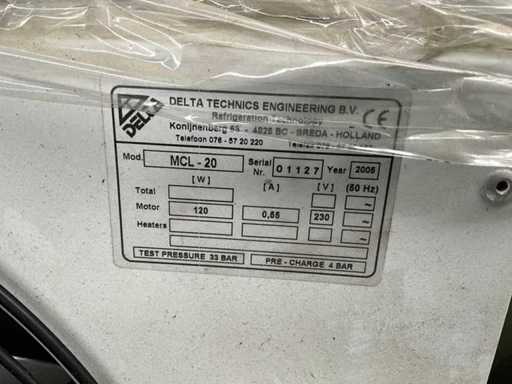 DELTA
DELTA TECHNICS ENGINEERING B.V. CE
Refrigeration Technology
Konijnenberg - 4825 BC - BREDA - HOLLAND
Telefoon 076 - 57 20 220 Telefax
Mod. MCL - 20 Serial Nr. 01127 Year 2005
[W] [A] [V] (50 Hz)
Total ~
Motor 120 0,55 230 ~
Heaters ~
TEST PRESSURE 33 BAR PRE - CHARGE 4 BAR